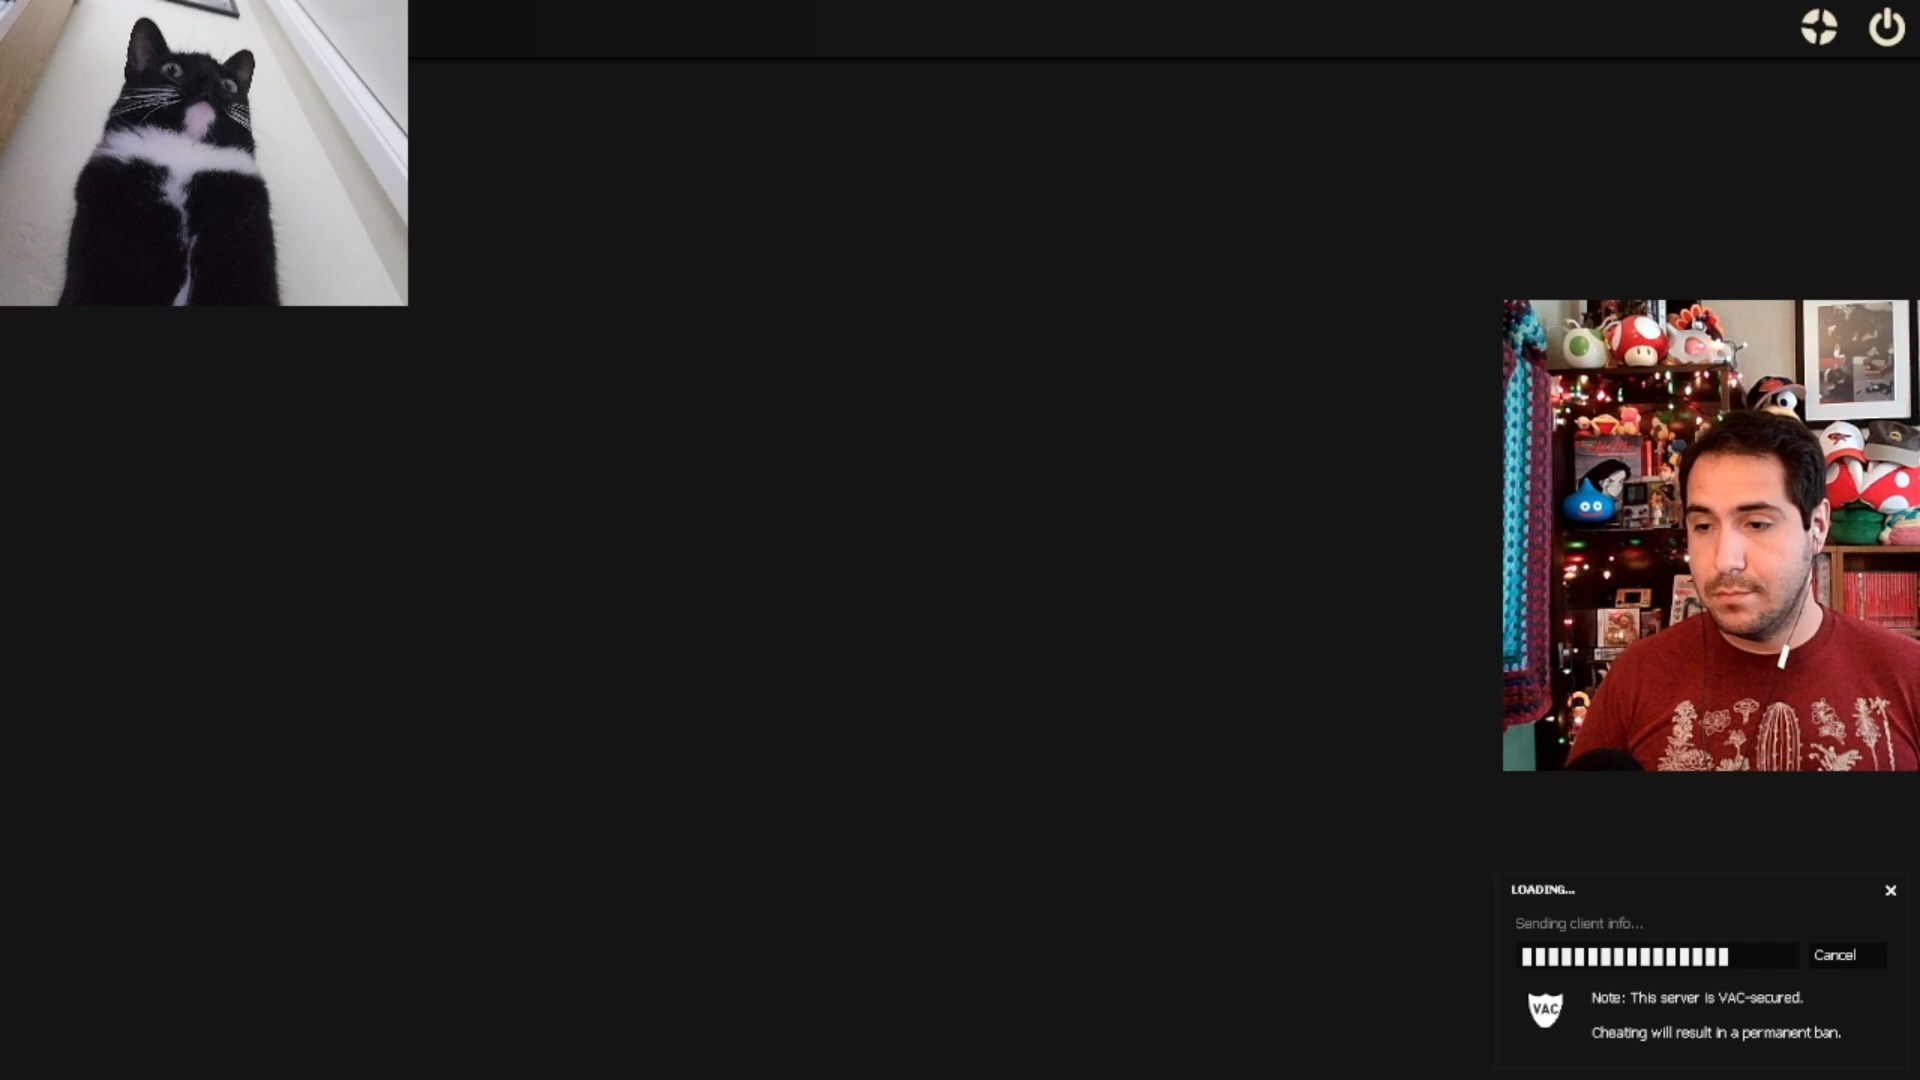 LOADING...
Sending client info...
Cancel
VAC
Note: This server is VAC-secured.
Cheating will result in a permanent ban.